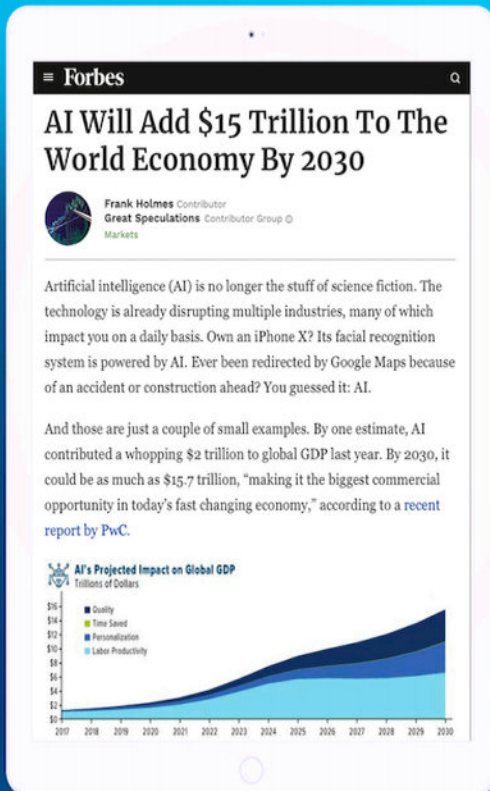 Forbes
AI Will Add $15 Trillion To The
World Economy By 2030
Frank Holmes Contributor
Great Speculations Contributor Group
Markets
Artificial intelligence (AI) is no longer the stuff of science fiction. The
technology is already disrupting multiple industries, many of which
impact you on a daily basis. Own an iPhone X? Its facial recognition
system is powered by AI. Ever been redirected by Google Maps because
of an accident or construction ahead? You guessed it: AI.
And those are just a couple of small examples. By one estimate, AI
contributed a whopping $2 trillion to global GDP last year. By 2030, it
could be as much as $15.7 trillion, “making it the biggest commercial
opportunity in today’s fast changing economy,” according to a recent
report by PwC.
AI's Projected Impact on Global GDP
Trillions of Dollars
$16
$14
$12
$10
$8
$6
$4
$2
$0
Quality
Time Saved
Personalization
Labor Productivity
2017 2018 2019 2020 2021 2022 2023 2024 2025 2026 2027 2028 2029 2030